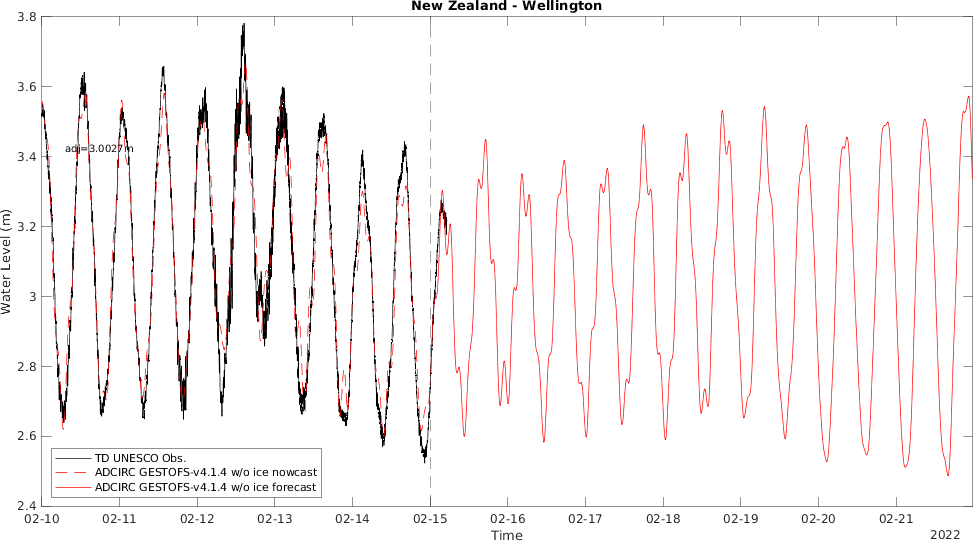 New Zealand - Wellington
Water Level (m)
3.8
3.6
3.4
3.2
3
2.8
2.6
2.4
adj=3.0027m
TD UNESCO Obs.
ADCIRC GESTOFS-v4.1.4 w/o ice nowcast
ADCIRC GESTOFS-v4.1.4 w/o ice forecast
02-10 02-11 02-12 02-13 02-14 02-15 02-16 02-17 02-18 02-19 02-20 02-21
Time
2022